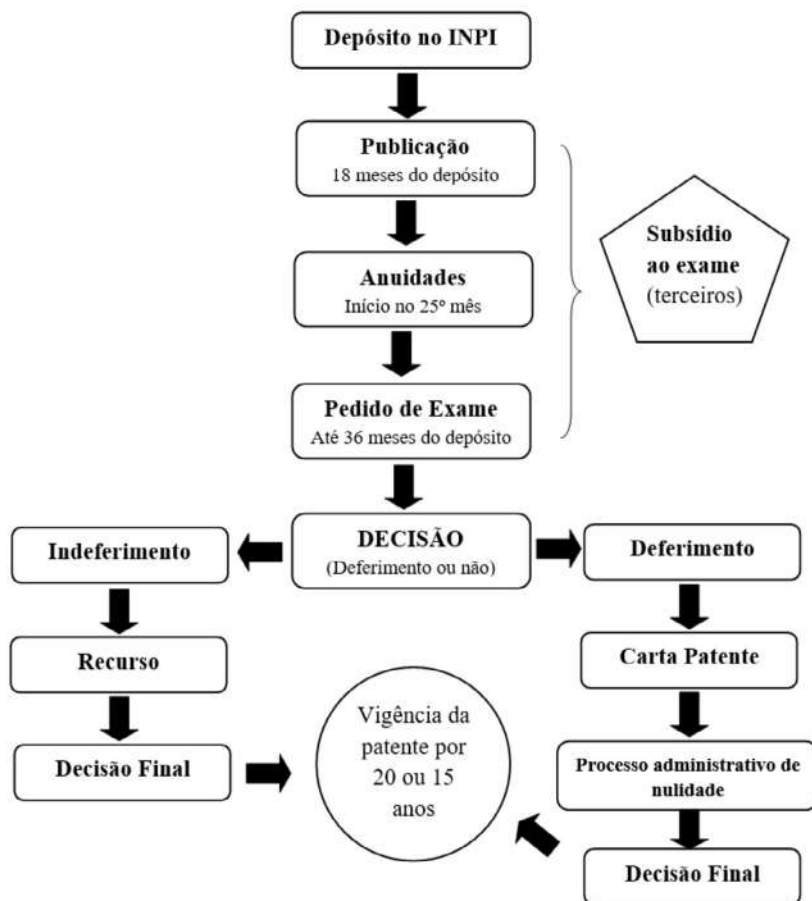 Depósito no INPI
Publicação
18 meses do depósito
Anuidades
Início no 25º mês
Pedido de Exame
Até 36 meses do depósito
Subsídio
ao exame
(terceiros)
DECISÃO
(Deferimento ou não)
Indeferimento
Recurso
Decisão Final
Deferimento
Carta Patente
Processo administrativo de
nulidade
Decisão Final
Vigência da
patente por
20 ou 15
anos